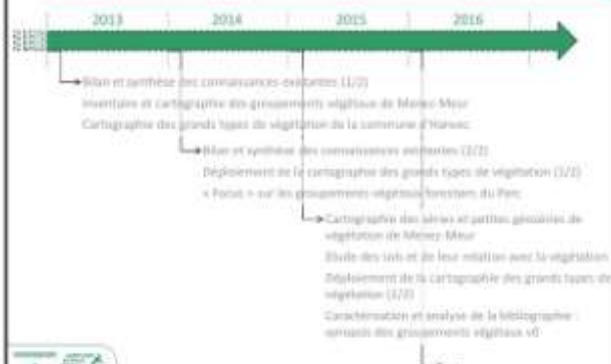 2013 2014 2015 2016
Bilan et synthèse des connaissances existantes (1/2)
Inventaire et cartographie des groupements végétaux de Menez-Meur
Cartographie des grands types de végétation de la commune d'Hanvec
Bilan et synthèse des connaissances existantes (2/2)
Déploiement de la cartographie des grands types de végétation (1/2)
« Focus » sur les groupements végétaux forestiers du Parc
Cartographie des séries et petites géoséries de
végétation de Menez-Meur
Etude des sols et de leur relation avec la végétation
Déploiement de la cartographie des grands types de
végétation (2/2)
Caractérisation et analyse de la bibliographie :
synopsis des groupements végétaux v0